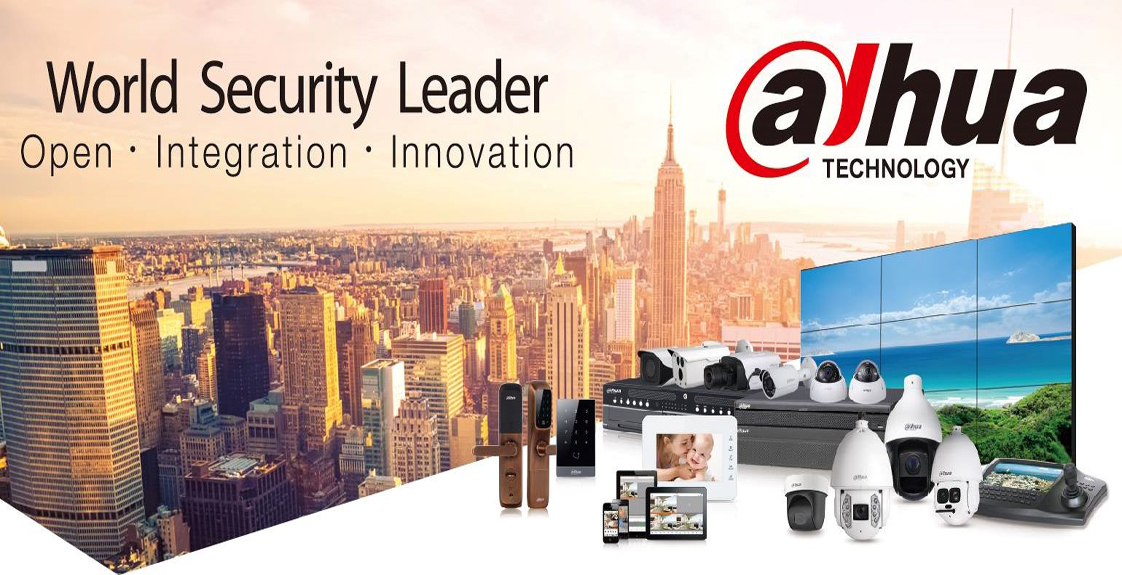 World Security Leader
Open · Integration · Innovation
alhua
TECHNOLOGY